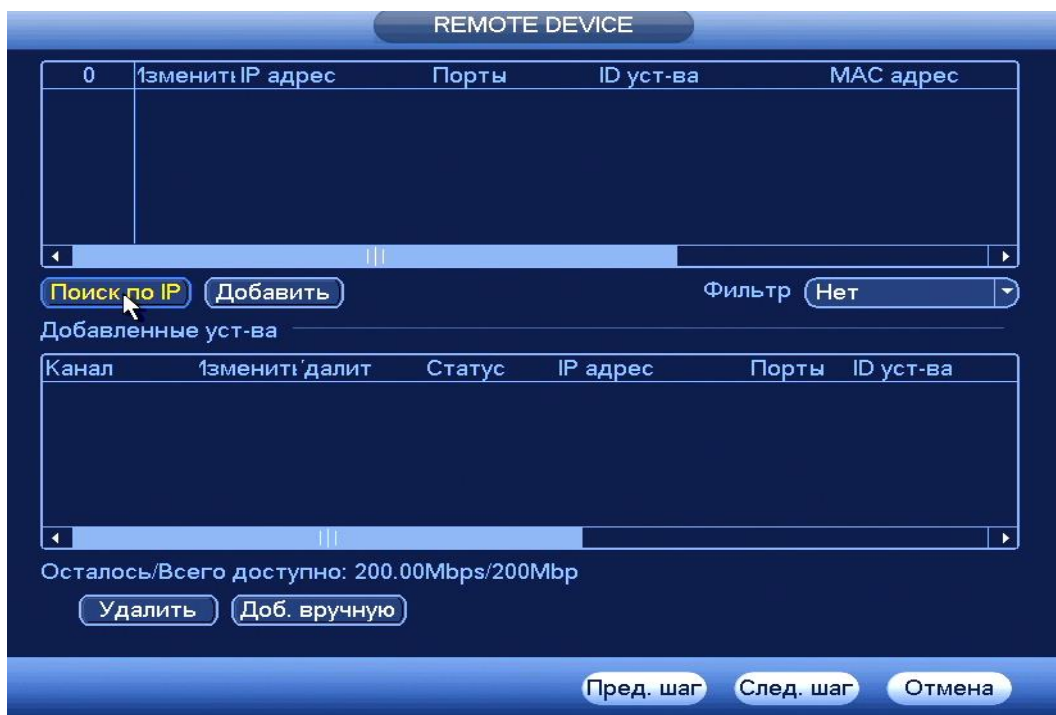 REMOTE DEVICE
0 Изменить IP адрес Порты ID уст-ва MAC адрес
Поиск по IP Добавить Фильтр Нет
Добавленные уст-ва
Канал Изменить Удалит Статус IP адрес Порты ID уст-ва
Осталось/Всего доступно: 200.00Mbps/200Mbp
Удалить Доб. вручную
Пред. шаг След. шаг Отмена